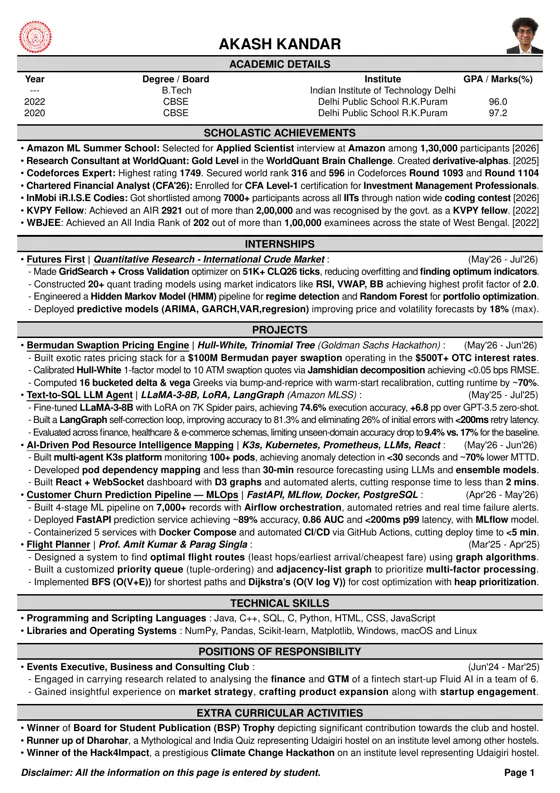 AKASH KANDAR
ACADEMIC DETAILS
Year Degree / Board Institute GPA / Marks(%)
--- B.Tech Indian Institute of Technology Delhi
2022 CBSE Delhi Public School R.K.Puram 96.0
2020 CBSE Delhi Public School R.K.Puram 97.2
SCHOLASTIC ACHIEVEMENTS
• Amazon ML Summer School: Selected for Applied Scientist interview at Amazon among 1,30,000 participants [2026]
• Research Consultant at WorldQuant: Gold Level in the WorldQuant Brain Challenge. Created derivative-alphas. [2025]
• Codeforces Expert: Highest rating 1749. Secured world rank 316 and 596 in Codeforces Round 1093 and Round 1104
• Chartered Financial Analyst (CFA'26): Enrolled for CFA Level-1 certification for Investment Management Professionals.
• InMobi iR.I.S.E Codies: Got shortlisted among 7000+ participants across all IITs through nation wide coding contest [2026]
• KVPY Fellow: Achieved an AIR 2921 out of more than 2,00,000 and was recognised by the govt. as a KVPY fellow. [2022]
• WBJEE: Achieved an All India Rank of 202 out of more than 1,00,000 examinees across the state of West Bengal. [2022]
INTERNSHIPS
• Futures First | Quantitative Research - International Crude Market : (May'26 - Jul'26)
- Made GridSearch + Cross Validation optimizer on 51K+ CLQ26 ticks, reducing overfitting and finding optimum indicators.
- Constructed 20+ quant trading models using market indicators like RSI, VWAP, BB achieving highest profit factor of 2.0.
- Engineered a Hidden Markov Model (HMM) pipeline for regime detection and Random Forest for portfolio optimization.
- Deployed predictive models (ARIMA, GARCH,VAR,regresion) improving price and volatility forecasts by 18% (max).
PROJECTS
• Bermudan Swaption Pricing Engine | Hull-White, Trinomial Tree (Goldman Sachs Hackathon) : (May'26 - Jun'26)
- Built exotic rates pricing stack for a $100M Bermudan payer swaption operating in the $500T+ OTC interest rates.
- Calibrated Hull-White 1-factor model to 10 ATM swaption quotes via Jamshidian decomposition achieving <0.05 bps RMSE.
- Computed 16 bucketed delta & vega Greeks via bump-and-reprice with warm-start recalibration, cutting runtime by ~70%.
• Text-to-SQL LLM Agent | LLaMA-3-8B, LoRA, LangGraph (Amazon MLSS) : (May'25 - Jul'25)
- Fine-tuned LLaMA-3-8B with LoRA on 7K Spider pairs, achieving 74.6% execution accuracy, +6.8 pp over GPT-3.5 zero-shot.
- Built a LangGraph self-correction loop, improving accuracy to 81.3% and eliminating 26% of initial errors with <200ms retry latency.
- Evaluated across finance, healthcare & e-commerce schemas, limiting unseen-domain accuracy drop to 9.4% vs. 17% for the baseline.
• AI-Driven Pod Resource Intelligence Mapping | K3s, Kubernetes, Prometheus, LLMs, React : (May'26 - Jun'26)
- Built multi-agent K3s platform monitoring 100+ pods, achieving anomaly detection in <30 seconds and ~70% lower MTTD.
- Developed pod dependency mapping and less than 30-min resource forecasting using LLMs and ensemble models.
- Built React + WebSocket dashboard with D3 graphs and automated alerts, cutting response time to less than 2 mins.
• Customer Churn Prediction Pipeline — MLOps | FastAPI, MLflow, Docker, PostgreSQL : (Apr'26 - May'26)
- Built 4-stage ML pipeline on 7,000+ records with Airflow orchestration, automated retries and real time failure alerts.
- Deployed FastAPI prediction service achieving ~89% accuracy, 0.86 AUC and <200ms p99 latency, with MLflow model.
- Containerized 5 services with Docker Compose and automated CI/CD via GitHub Actions, cutting deploy time to <5 min.
• Flight Planner | Prof. Amit Kumar & Parag Singla : (Mar'25 - Apr'25)
- Designed a system to find optimal flight routes (least hops/earliest arrival/cheapest fare) using graph algorithms.
- Built a customized priority queue (tuple-ordering) and adjacency-list graph to prioritize multi-factor processing.
- Implemented BFS (O(V+E)) for shortest paths and Dijkstra's (O(V log V)) for cost optimization with heap prioritization.
TECHNICAL SKILLS
• Programming and Scripting Languages : Java, C++, SQL, C, Python, HTML, CSS, JavaScript
• Libraries and Operating Systems : NumPy, Pandas, Scikit-learn, Matplotlib, Windows, macOS and Linux
POSITIONS OF RESPONSIBILITY
• Events Executive, Business and Consulting Club : (Jun'24 - Mar'25)
- Engaged in carrying research related to analysing the finance and GTM of a fintech start-up Fluid AI in a team of 6.
- Gained insightful experience on market strategy, crafting product expansion along with startup engagement.
EXTRA CURRICULAR ACTIVITIES
• Winner of Board for Student Publication (BSP) Trophy depicting significant contribution towards the club and hostel.
• Runner up of Dharohar, a Mythological and India Quiz representing Udaigiri hostel on an institute level among other hostels.
• Winner of the Hack4Impact, a prestigious Climate Change Hackathon on an institute level representing Udaigiri hostel.
Disclaimer: All the information on this page is entered by student. Page 1